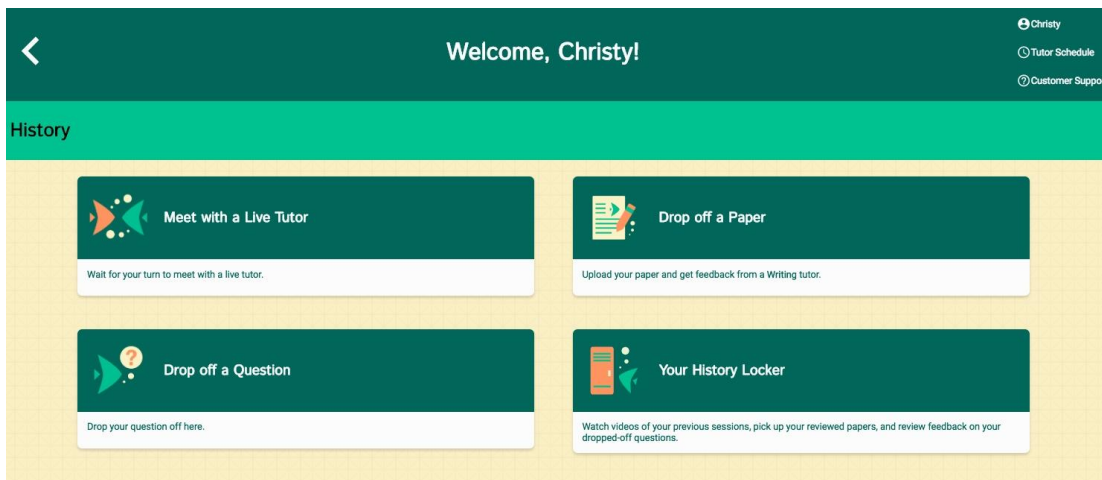 Welcome, Christy!
Christy
Tutor Schedule
Customer Suppo
History
Meet with a Live Tutor
Wait for your turn to meet with a live tutor.
Drop off a Paper
Upload your paper and get feedback from a Writing tutor.
Drop off a Question
Drop your question off here.
Your History Locker
Watch videos of your previous sessions, pick up your reviewed papers, and review feedback on your
dropped-off questions.